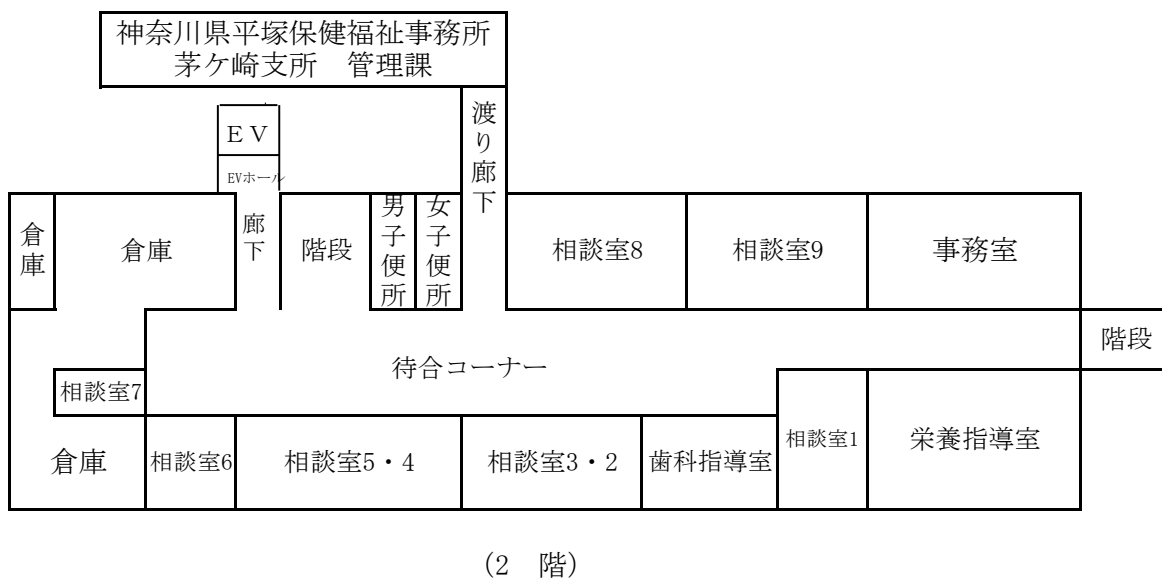 神奈川県平塚保健福祉事務所
茅ケ崎支所　管理課
渡り廊下
ＥＶ
EVホール
倉庫
倉庫
廊下
階段
男子便所
女子便所
相談室8
相談室9
事務室
階段
待合コーナー
相談室7
倉庫
相談室6
相談室5・4
相談室3・2
歯科指導室
相談室1
栄養指導室
（2　階）